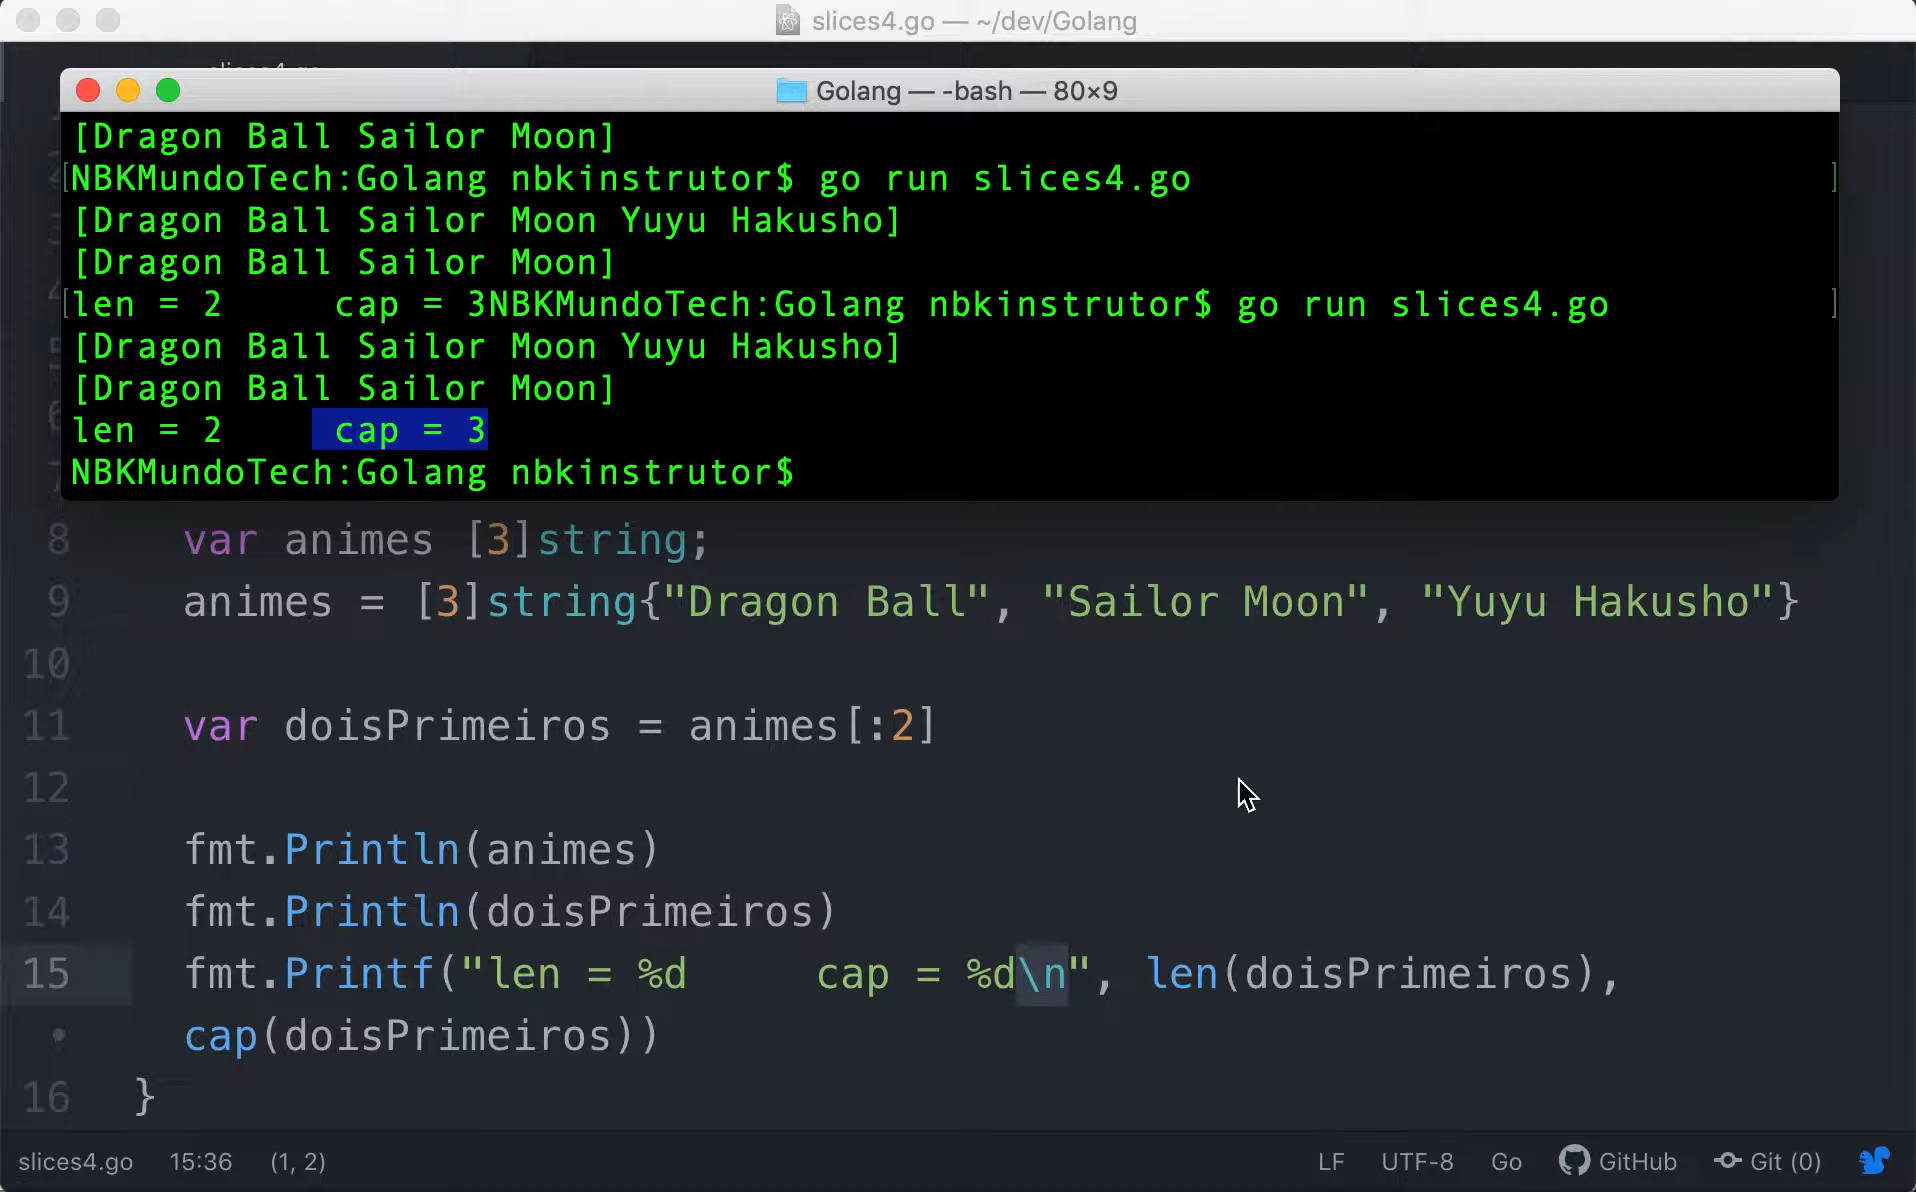 slices4.go — ~/dev/Golang
Golang — -bash — 80×9
[Dragon Ball Sailor Moon]
NBKMundoTech:Golang nbkinstrutor$ go run slices4.go
[Dragon Ball Sailor Moon Yuyu Hakusho]
[Dragon Ball Sailor Moon]
len = 2     cap = 3NBKMundoTech:Golang nbkinstrutor$ go run slices4.go
[Dragon Ball Sailor Moon Yuyu Hakusho]
[Dragon Ball Sailor Moon]
len = 2     cap = 3
NBKMundoTech:Golang nbkinstrutor$
8 var animes [3]string;
9 animes = [3]string{"Dragon Ball", "Sailor Moon", "Yuyu Hakusho"}
10
11 var doisPrimeiros = animes[:2]
12
13 fmt.Println(animes)
14 fmt.Println(doisPrimeiros)
15 fmt.Printf("len = %d     cap = %d\n", len(doisPrimeiros),
• cap(doisPrimeiros))
16 }
slices4.go 15:36 (1, 2) LF UTF-8 Go GitHub Git (0)